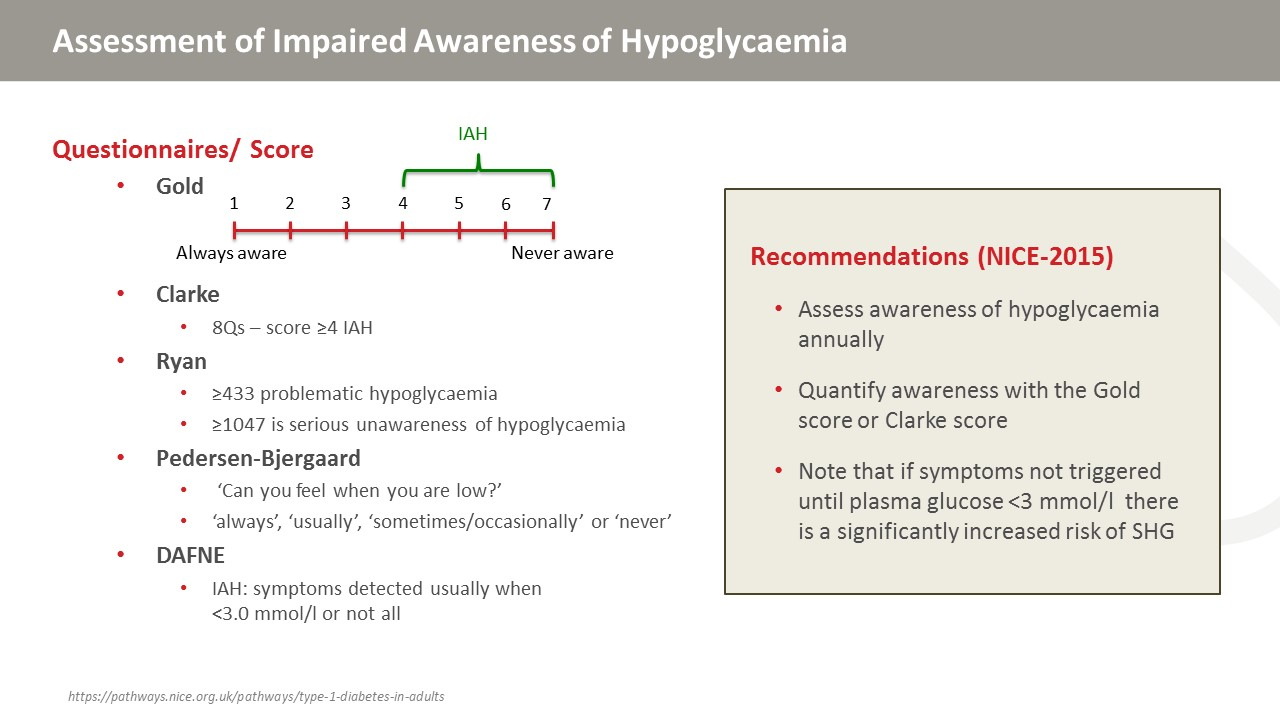 Assessment of Impaired Awareness of Hypoglycaemia
Questionnaires/ Score
IAH
• Gold
1 2 3 4 5 6 7
Always aware Never aware
• Clarke
• 8Qs – score ≥4 IAH
• Ryan
• ≥433 problematic hypoglycaemia
• ≥1047 is serious unawareness of hypoglycaemia
• Pedersen-Bjergaard
• ‘Can you feel when you are low?’
• ‘always’, ‘usually’, ‘sometimes/occasionally’ or ‘never’
• DAFNE
• IAH: symptoms detected usually when
<3.0 mmol/l or not all
Recommendations (NICE-2015)
• Assess awareness of hypoglycaemia
annually
• Quantify awareness with the Gold
score or Clarke score
• Note that if symptoms not triggered
until plasma glucose <3 mmol/l there
is a significantly increased risk of SHG
https://pathways.nice.org.uk/pathways/type-1-diabetes-in-adults